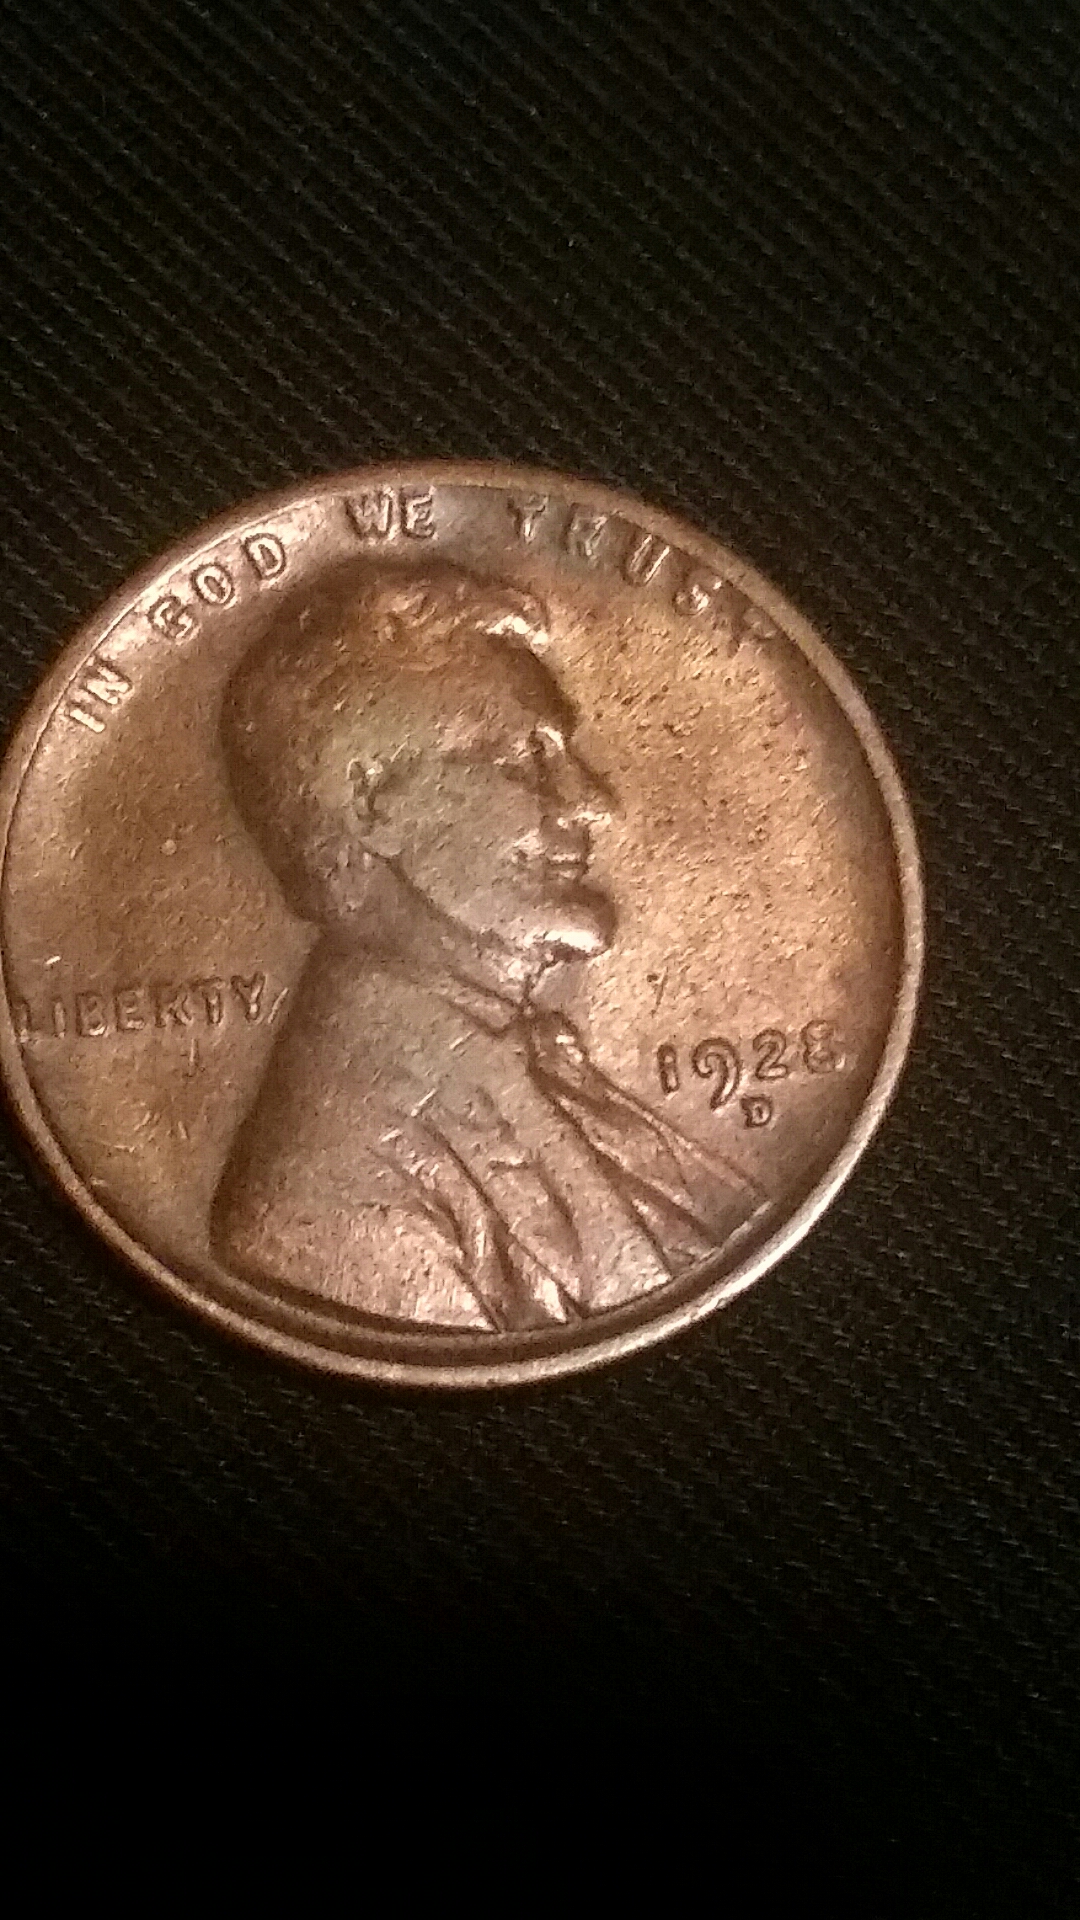 IN GOD WE TRUST
LIBERTY
1928
D